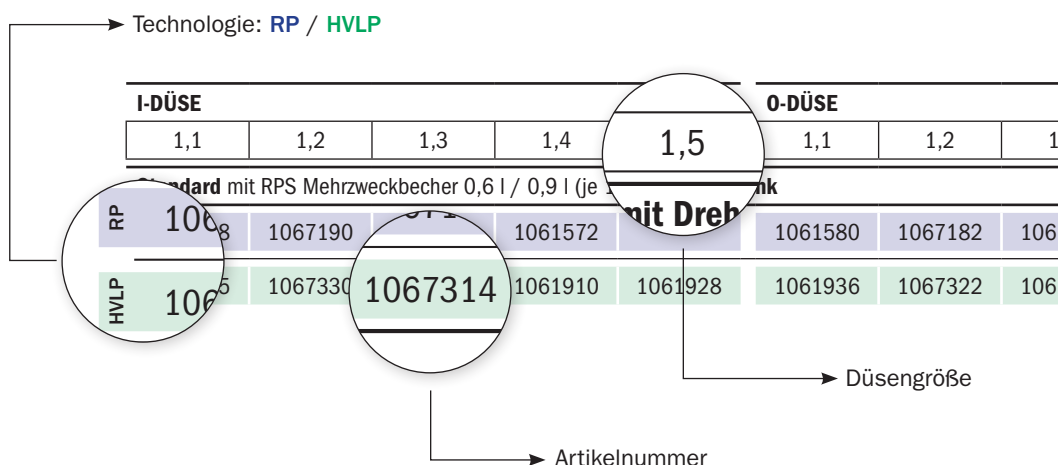 Technologie: RP / HVLP
I-DÜSE O-DÜSE
1,1 1,2 1,3 1,4 1,5 1,1 1,2
mit RPS Mehrzweckbecher 0,6 l / 0,9 l (je
mit Dreh
RP 1067190 1061572 1061580 1067182
HVLP 1067330 1067314 1061910 1061928 1061936 1067322
Düsengröße
Artikelnummer